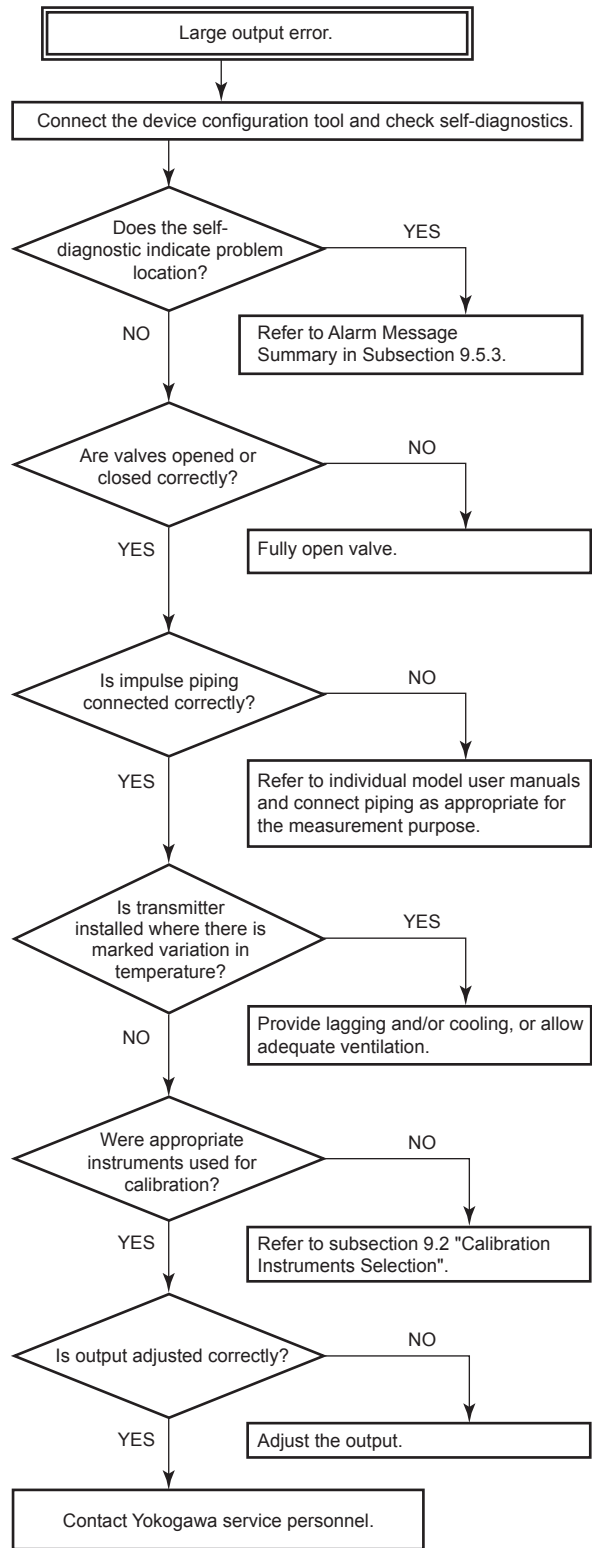 Large output error.
Connect the device configuration tool and check self-diagnostics.
Does the self-
diagnostic indicate problem
location?
YES
Refer to Alarm Message
Summary in Subsection 9.5.3.
NO
Are valves opened or
closed correctly?
NO
Fully open valve.
YES
Is impulse piping
connected correctly?
NO
Refer to individual model user manuals
and connect piping as appropriate for
the measurement purpose.
YES
Is transmitter
installed where there is
marked variation in
temperature?
YES
Provide lagging and/or cooling, or allow
adequate ventilation.
NO
Were appropriate
instruments used for
calibration?
NO
Refer to subsection 9.2 "Calibration
Instruments Selection".
YES
Is output adjusted correctly?
NO
Adjust the output.
YES
Contact Yokogawa service personnel.